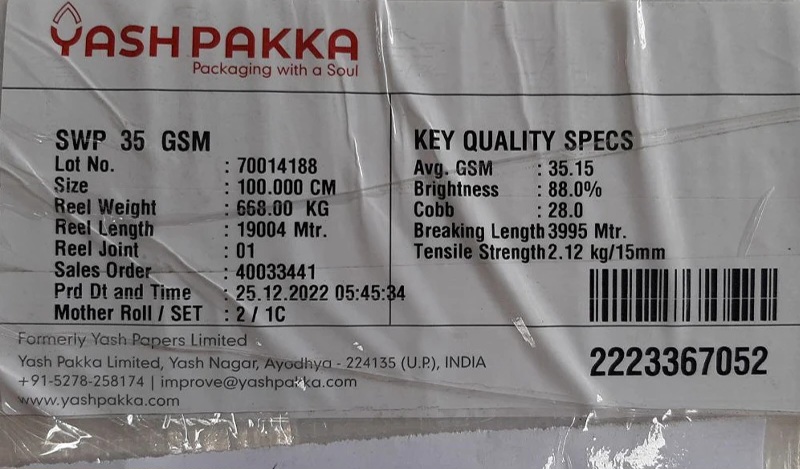 YASH PAKKA
Packaging with a Soul
SWP 35 GSM
Lot No. : 70014188
Size : 100.000 CM
Reel Weight : 668.00 KG
Reel Length : 19004 Mtr.
Reel Joint : 01
Sales Order : 40033441
Prd Dt and Time : 25.12.2022 05:45:34
Mother Roll / SET : 2 / 1C
KEY QUALITY SPECS
Avg. GSM : 35.15
Brightness : 88.0%
Cobb : 28.0
Breaking Length 3995 Mtr.
Tensile Strength 2.12 kg/15mm
2223367052
Formerly Yash Papers Limited
Yash Pakka Limited, Yash Nagar, Ayodhya - 224135 (U.P.), INDIA
+91-5278-258174 | improve@yashpakka.com
www.yashpakka.com